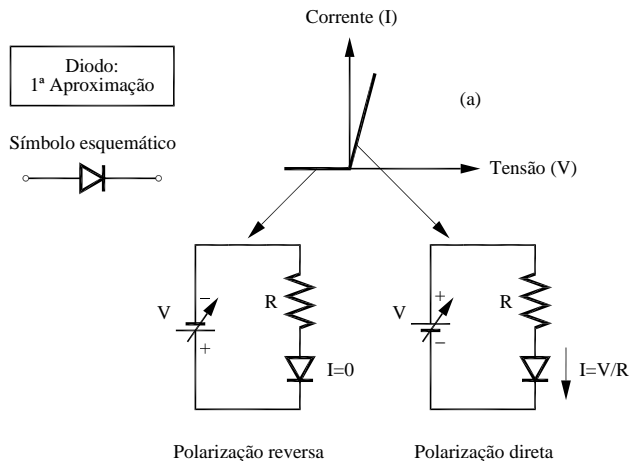 Corrente (I)
Diodo:
1ª Aproximação
(a)
Símbolo esquemático
Tensão (V)
V
−
+
R
I=0
V
+
−
R
I=V/R
Polarização reversa
Polarização direta